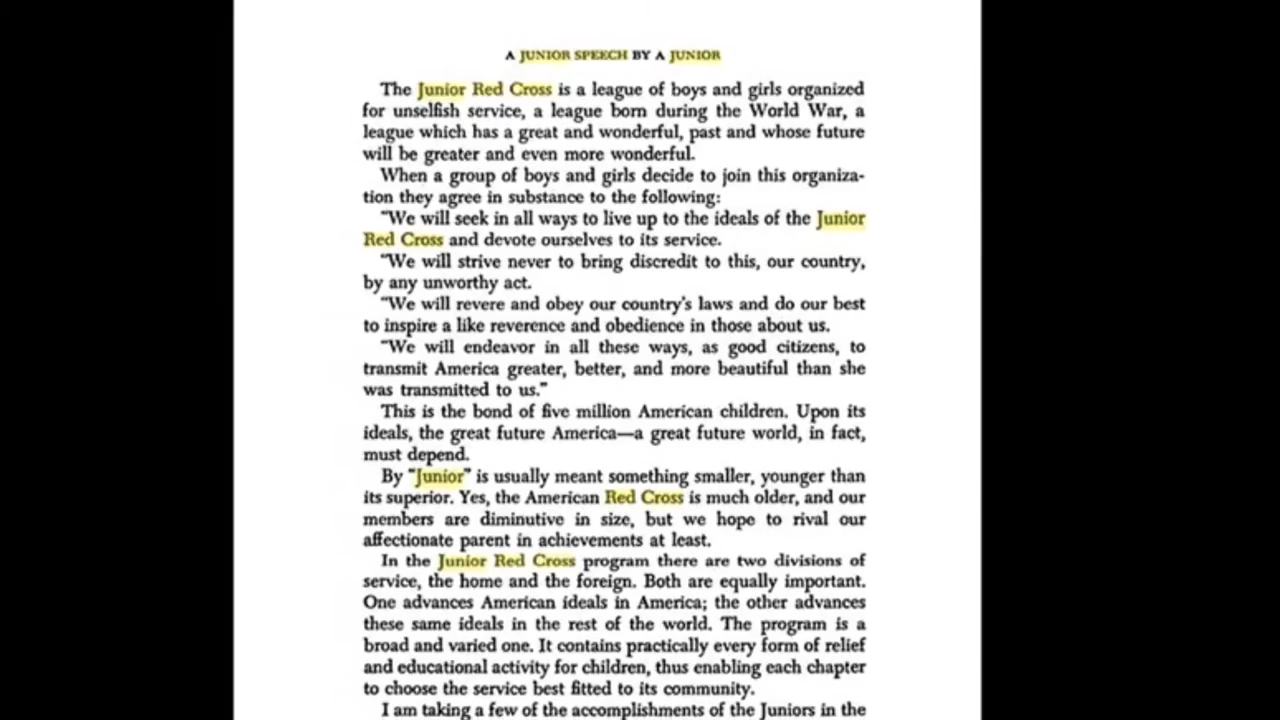 A JUNIOR SPEECH BY A JUNIOR
The Junior Red Cross is a league of boys and girls organized
for unselfish service, a league born during the World War, a
league which has a great and wonderful, past and whose future
will be greater and even more wonderful.
When a group of boys and girls decide to join this organiza-
tion they agree in substance to the following:
"We will seek in all ways to live up to the ideals of the Junior
Red Cross and devote ourselves to its service.
"We will strive never to bring discredit to this, our country,
by any unworthy act.
"We will revere and obey our country's laws and do our best
to inspire a like reverence and obedience in those about us.
"We will endeavor in all these ways, as good citizens, to
transmit America greater, better, and more beautiful than she
was transmitted to us."
This is the bond of five million American children. Upon its
ideals, the great future America—a great future world, in fact,
must depend.
By "Junior" is usually meant something smaller, younger than
its superior. Yes, the American Red Cross is much older, and our
members are diminutive in size, but we hope to rival our
affectionate parent in achievements at least.
In the Junior Red Cross program there are two divisions of
service, the home and the foreign. Both are equally important.
One advances American ideals in America; the other advances
these same ideals in the rest of the world. The program is a
broad and varied one. It contains practically every form of relief
and educational activity for children, thus enabling each chapter
to choose the service best fitted to its community.
I am taking a few of the accomplishments of the Juniors in the